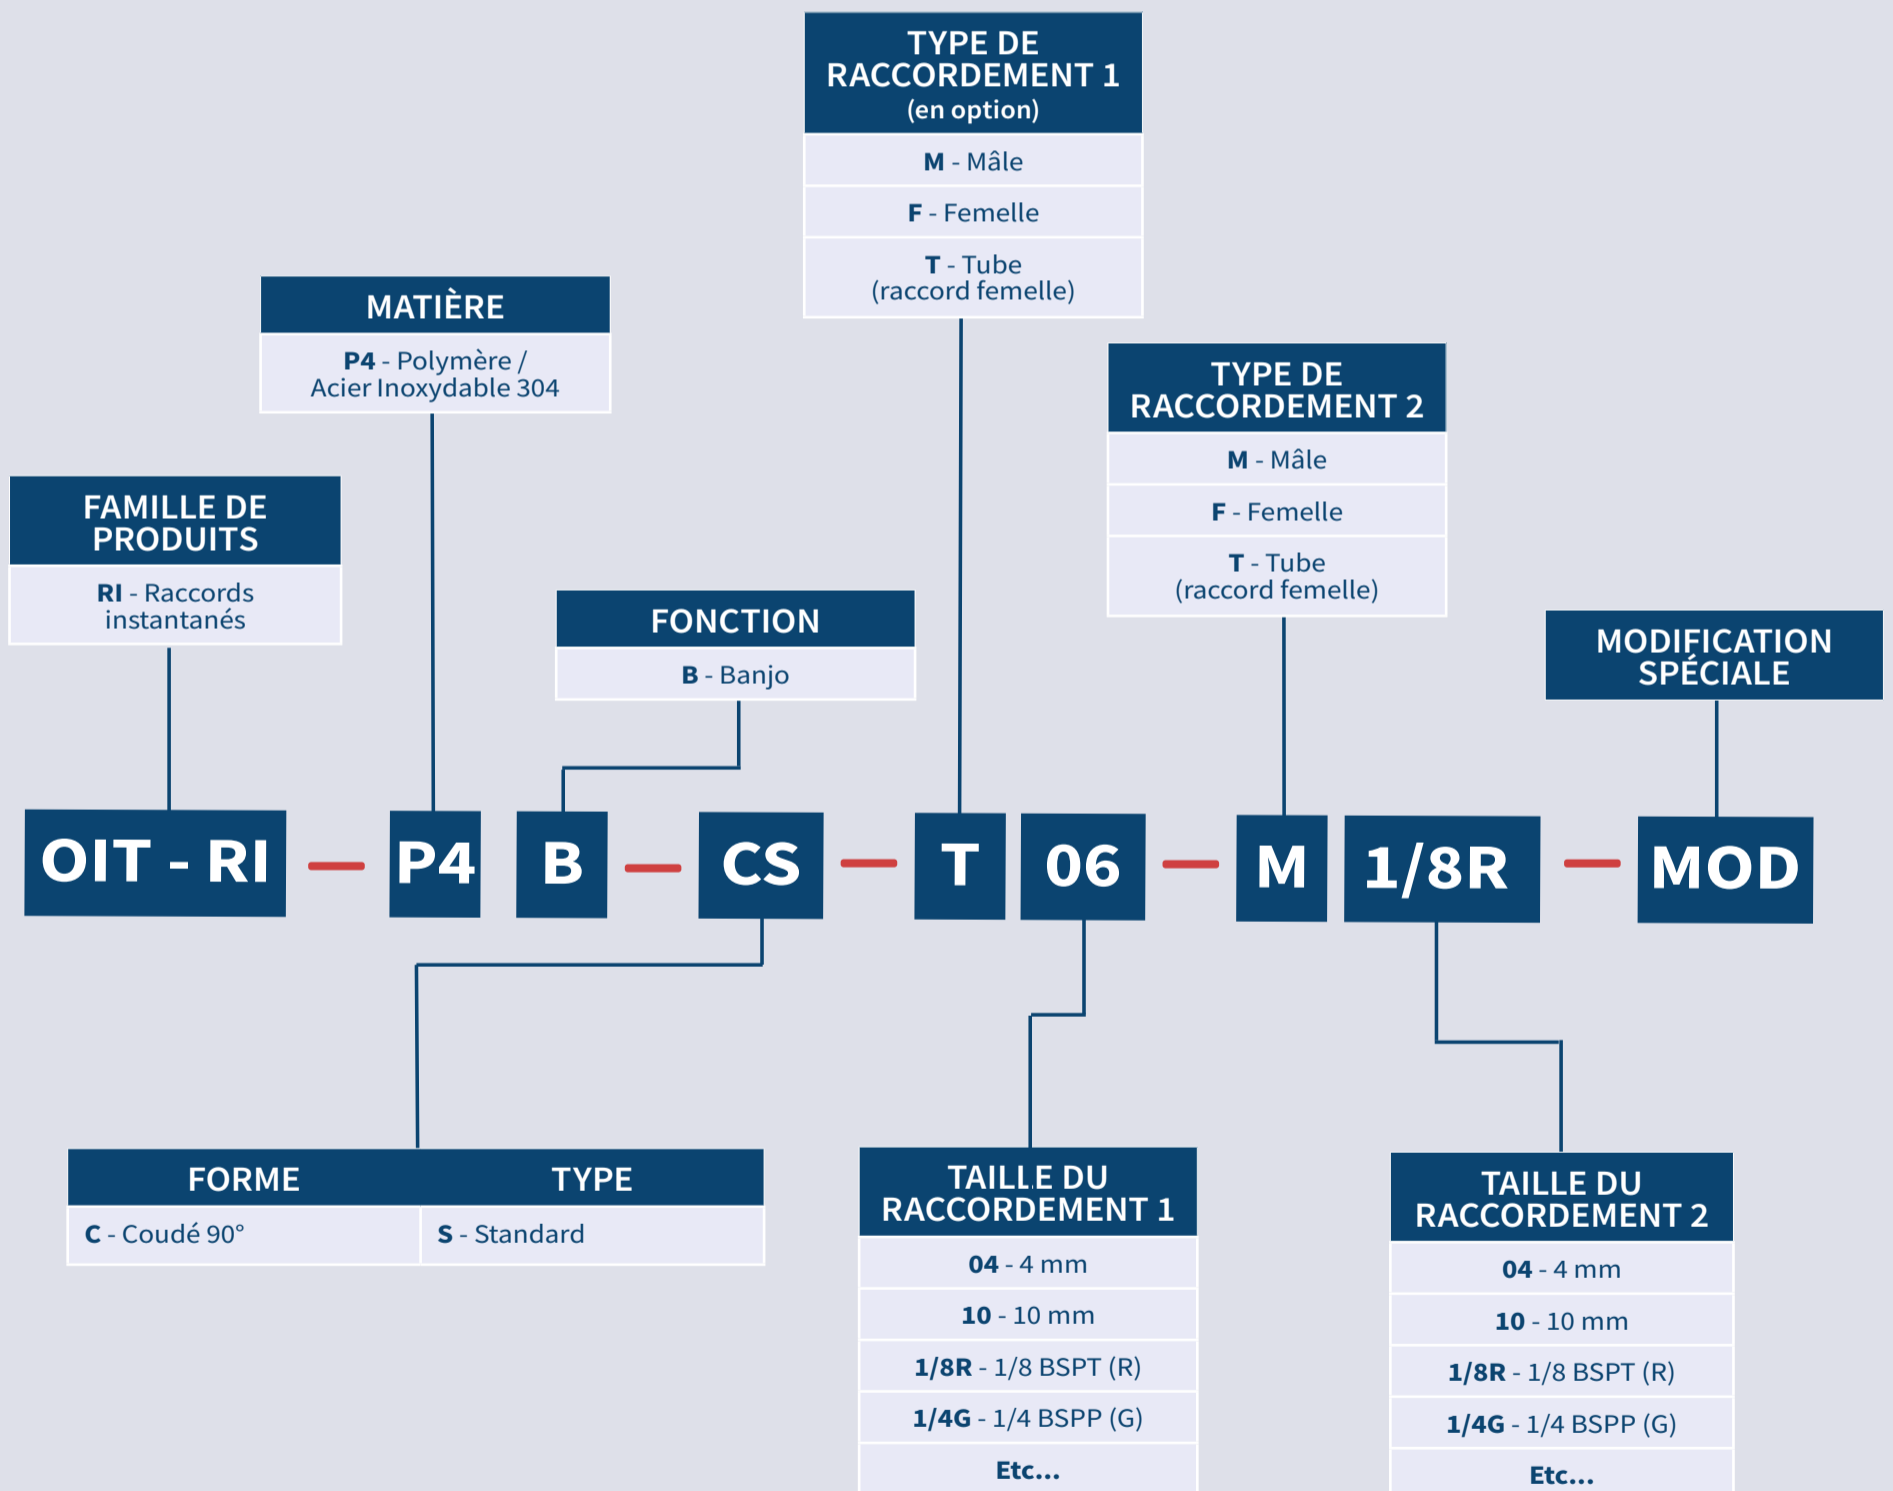 TYPE DE
RACCORDEMENT 1
(en option)
M - Mâle
F - Femelle
T - Tube
(raccord femelle)
MATIÈRE
P4 - Polymère /
Acier Inoxydable 304
TYPE DE
RACCORDEMENT 2
M - Mâle
F - Femelle
T - Tube
(raccord femelle)
FAMILLE DE
PRODUITS
RI - Raccords
instantanés
FONCTION
B - Banjo
MODIFICATION
SPÉCIALE
OIT - RI — P4 B — CS — T 06 — M 1/8R — MOD
FORME TYPE
C - Coudé 90° S - Standard
TAILLE DU
RACCORDEMENT 1
04 - 4 mm
10 - 10 mm
1/8R - 1/8 BSPT (R)
1/4G - 1/4 BSPP (G)
Etc...
TAILLE DU
RACCORDEMENT 2
04 - 4 mm
10 - 10 mm
1/8R - 1/8 BSPT (R)
1/4G - 1/4 BSPP (G)
Etc...